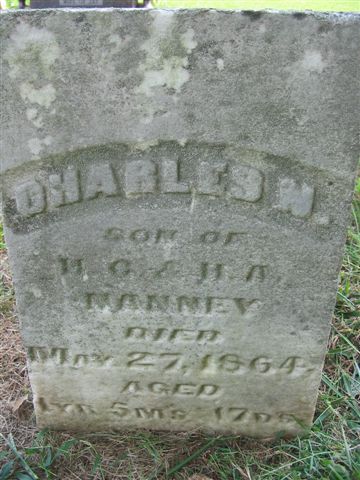 CHARLES N.
SON OF
H. C. & H. A.
NANNEY
DIED
MAY 27, 1864
AGED
1YR 5MS 17DS